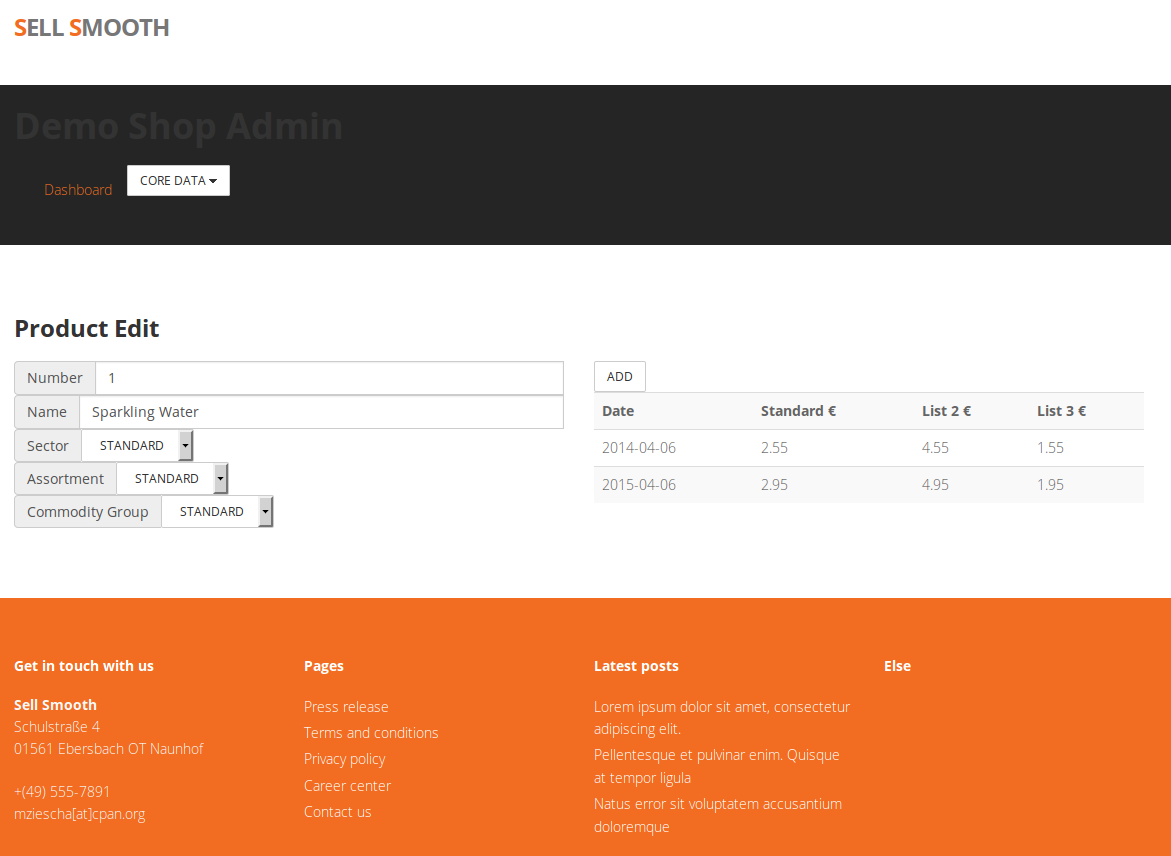 SELL SMOOTH
Demo Shop Admin
Dashboard
CORE DATA
Product Edit
Number 1
Name Sparkling Water
Sector STANDARD
Assortment STANDARD
Commodity Group STANDARD
ADD
Date Standard € List 2 € List 3 €
2014-04-06 2.55 4.55 1.55
2015-04-06 2.95 4.95 1.95
Get in touch with us
Sell Smooth
Schulstraße 4
01561 Ebersbach OT Naunhof
+(49) 555-7891
mziescha[at]cpan.org
Pages
Press release
Terms and conditions
Privacy policy
Career center
Contact us
Latest posts
Lorem ipsum dolor sit amet, consectetur
adipiscing elit.
Pellentesque et pulvinar enim. Quisque
at tempor ligula
Natus error sit voluptatem accusantium
doloremque
Else